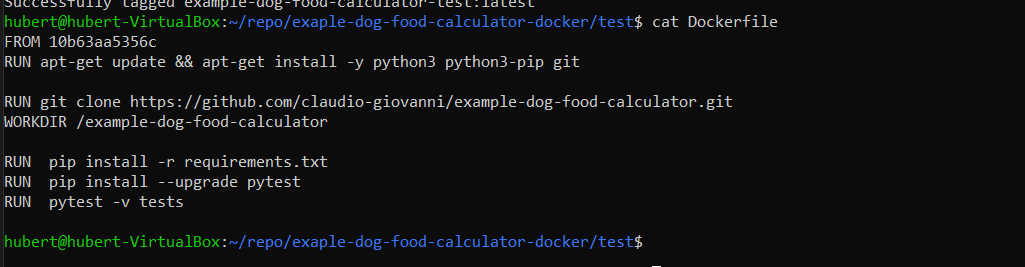 Successfully tagged example-dog-food-calculator-test:latest
hubert@hubert-VirtualBox:~/repo/exaple-dog-food-calculator-docker/test$ cat Dockerfile
FROM 10b63aa5356c
RUN apt-get update && apt-get install -y python3 python3-pip git
RUN git clone https://github.com/claudio-giovanni/example-dog-food-calculator.git
WORKDIR /example-dog-food-calculator
RUN  pip install -r requirements.txt
RUN  pip install --upgrade pytest
RUN  pytest -v tests
hubert@hubert-VirtualBox:~/repo/exaple-dog-food-calculator-docker/test$